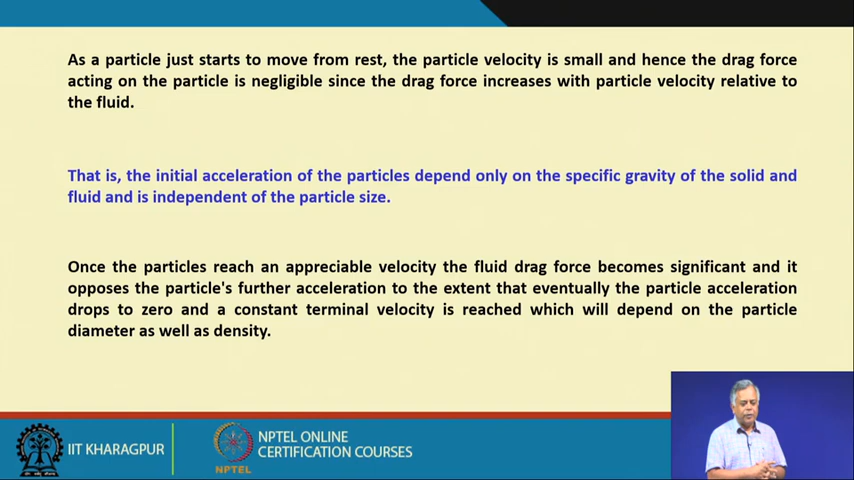 As a particle just starts to move from rest, the particle velocity is small and hence the drag force
acting on the particle is negligible since the drag force increases with particle velocity relative to
the fluid.
That is, the initial acceleration of the particles depend only on the specific gravity of the solid and
fluid and is independent of the particle size.
Once the particles reach an appreciable velocity the fluid drag force becomes significant and it
opposes the particle's further acceleration to the extent that eventually the particle acceleration
drops to zero and a constant terminal velocity is reached which will depend on the particle
diameter as well as density.
IIT KHARAGPUR
NPTEL
NPTEL ONLINE
CERTIFICATION COURSES